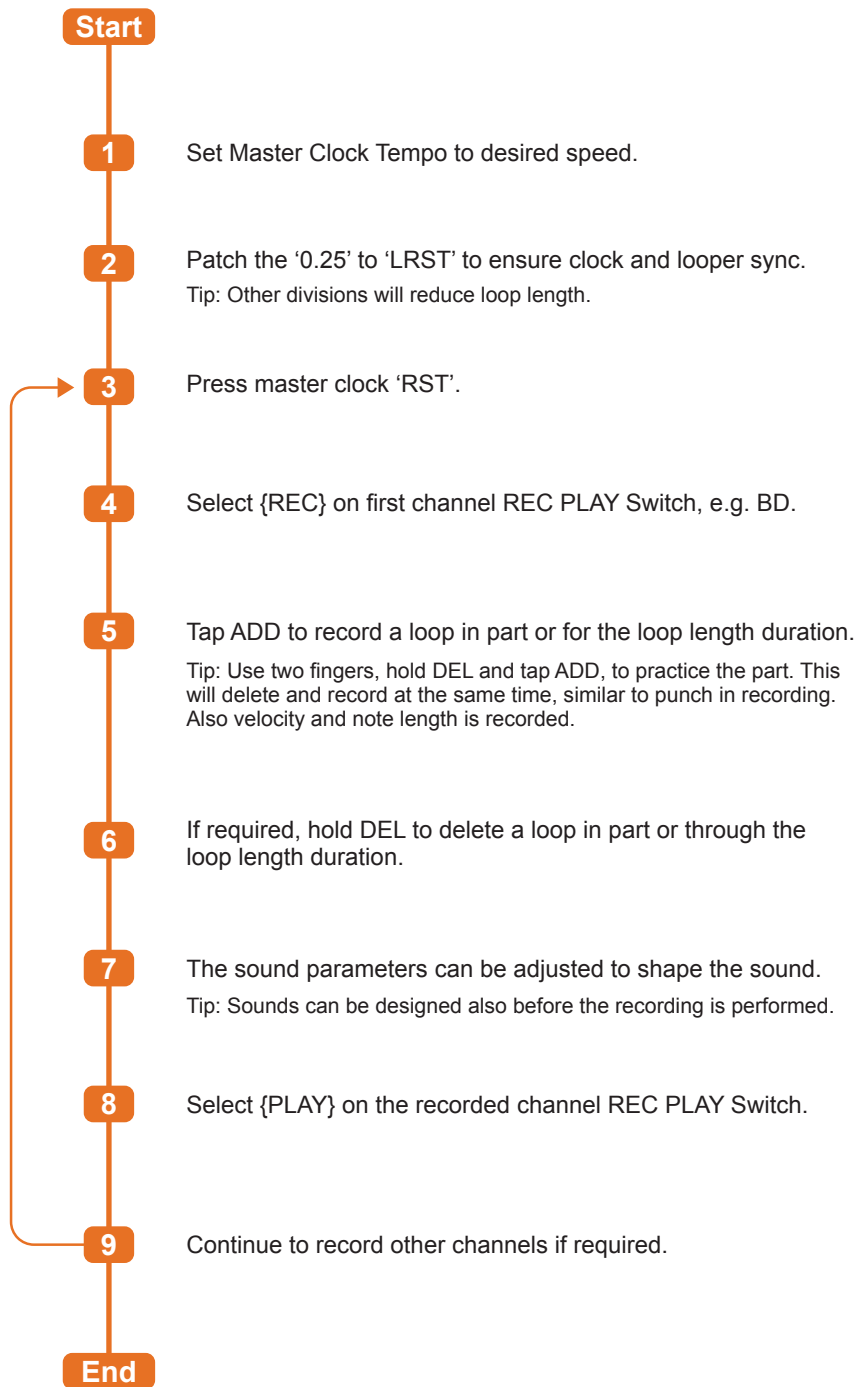 Start
1
Set Master Clock Tempo to desired speed.
2
Patch the ‘0.25’ to ‘LRST’ to ensure clock and looper sync.
Tip: Other divisions will reduce loop length.
3
Press master clock ‘RST’.
4
Select {REC} on first channel REC PLAY Switch, e.g. BD.
5
Tap ADD to record a loop in part or for the loop length duration.
Tip: Use two fingers, hold DEL and tap ADD, to practice the part. This
will delete and record at the same time, similar to punch in recording.
Also velocity and note length is recorded.
6
If required, hold DEL to delete a loop in part or through the
loop length duration.
7
The sound parameters can be adjusted to shape the sound.
Tip: Sounds can be designed also before the recording is performed.
8
Select {PLAY} on the recorded channel REC PLAY Switch.
9
Continue to record other channels if required.
End